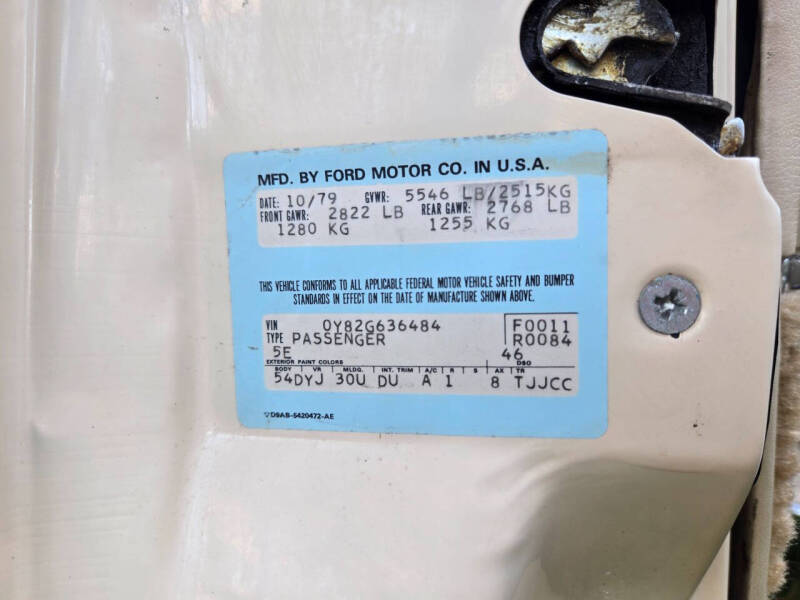 MFD. BY FORD MOTOR CO. IN U.S.A.
DATE: 10/79 GVWR: 5546 LB/2515KG
FRONT GAWR: 2822 LB REAR GAWR: 2768 LB
1280 KG 1255 KG
THIS VEHICLE CONFORMS TO ALL APPLICABLE FEDERAL MOTOR VEHICLE SAFETY AND BUMPER
STANDARDS IN EFFECT ON THE DATE OF MANUFACTURE SHOWN ABOVE.
VIN 0Y82G636484 F0011
TYPE PASSENGER R0084
5E 46
EXTERIOR PAINT COLORS DSO
BODY VR MLDG. INT. TRIM A/C R S AX TR
54DYJ 30U DU A 1 8 TJJCC
▽D9AB-5420472-AE